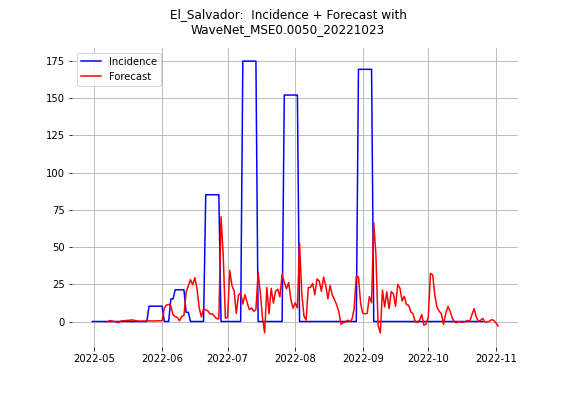 El_Salvador:  Incidence + Forecast with
WaveNet_MSE0.0050_20221023
Incidence
Forecast
175
150
125
100
75
50
25
0
2022-05 2022-06 2022-07 2022-08 2022-09 2022-10 2022-11